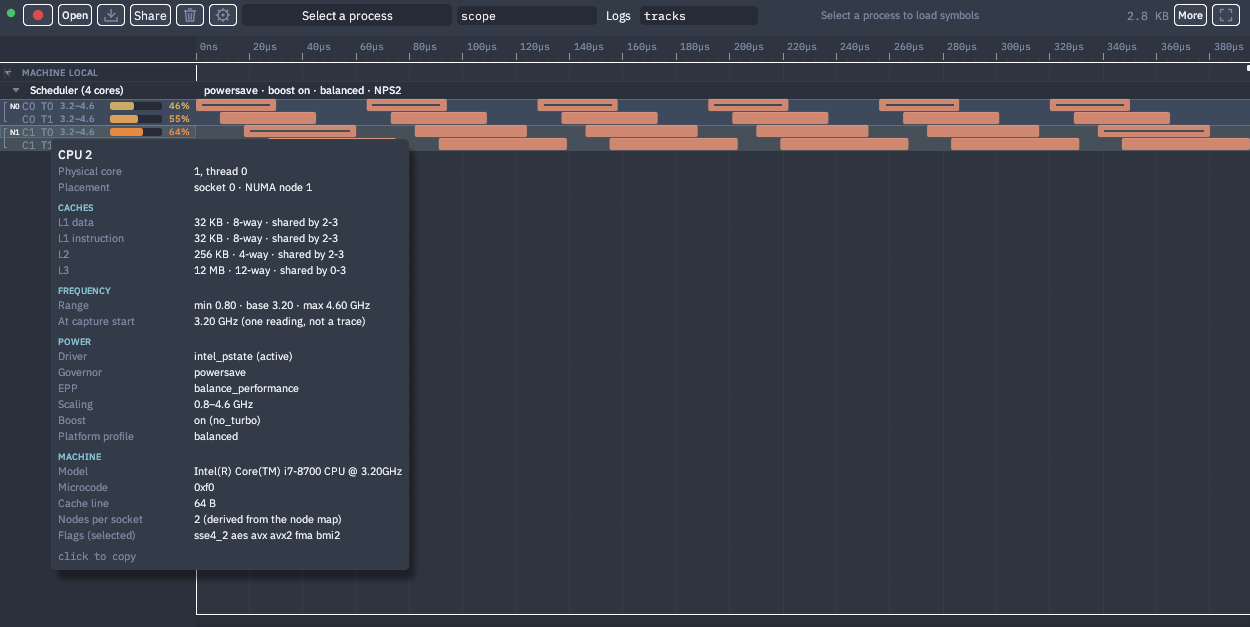 Open Share Select a process scope Logs tracks Select a process to load symbols 2.8 KB More
0ns 20µs 40µs 60µs 80µs 100µs 120µs 140µs 160µs 180µs 200µs 220µs 240µs 260µs 280µs 300µs 320µs 340µs 360µs 380µs
MACHINE LOCAL
Scheduler (4 cores) powersave · boost on · balanced · NPS2
N0 C0 T0 3.2–4.6 46%
C0 T1 3.2–4.6 55%
N1 C1 T0 3.2–4.6 64%
C1 T1
CPU 2
Physical core 1, thread 0
Placement socket 0 · NUMA node 1
CACHES
L1 data 32 KB · 8-way · shared by 2-3
L1 instruction 32 KB · 8-way · shared by 2-3
L2 256 KB · 4-way · shared by 2-3
L3 12 MB · 12-way · shared by 0-3
FREQUENCY
Range min 0.80 · base 3.20 · max 4.60 GHz
At capture start 3.20 GHz (one reading, not a trace)
POWER
Driver intel_pstate (active)
Governor powersave
EPP balance_performance
Scaling 0.8–4.6 GHz
Boost on (no_turbo)
Platform profile balanced
MACHINE
Model Intel(R) Core(TM) i7-8700 CPU @ 3.20GHz
Microcode 0xf0
Cache line 64 B
Nodes per socket 2 (derived from the node map)
Flags (selected) sse4_2 aes avx avx2 fma bmi2
click to copy